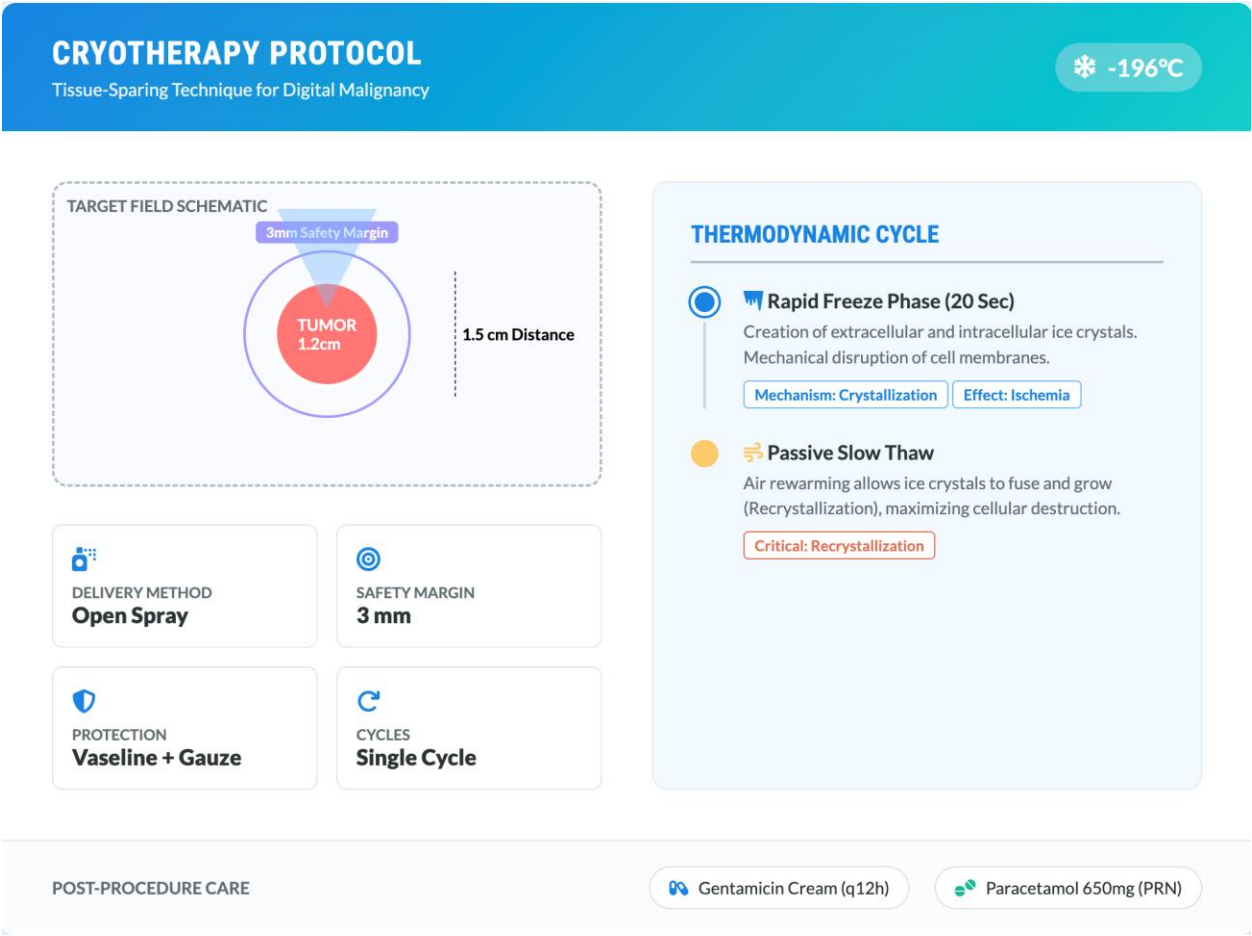 CRYOTHERAPY PROTOCOL
Tissue-Sparing Technique for Digital Malignancy
-196°C
TARGET FIELD SCHEMATIC
3mm Safety Margin
TUMOR
1.2cm
1.5 cm Distance
DELIVERY METHOD
Open Spray
SAFETY MARGIN
3 mm
PROTECTION
Vaseline + Gauze
CYCLES
Single Cycle
THERMODYNAMIC CYCLE
Rapid Freeze Phase (20 Sec)
Creation of extracellular and intracellular ice crystals.
Mechanical disruption of cell membranes.
Mechanism: Crystallization
Effect: Ischemia
Passive Slow Thaw
Air rewarming allows ice crystals to fuse and grow
(Recrystallization), maximizing cellular destruction.
Critical: Recrystallization
POST-PROCEDURE CARE
Gentamicin Cream (q12h)
Paracetamol 650mg (PRN)